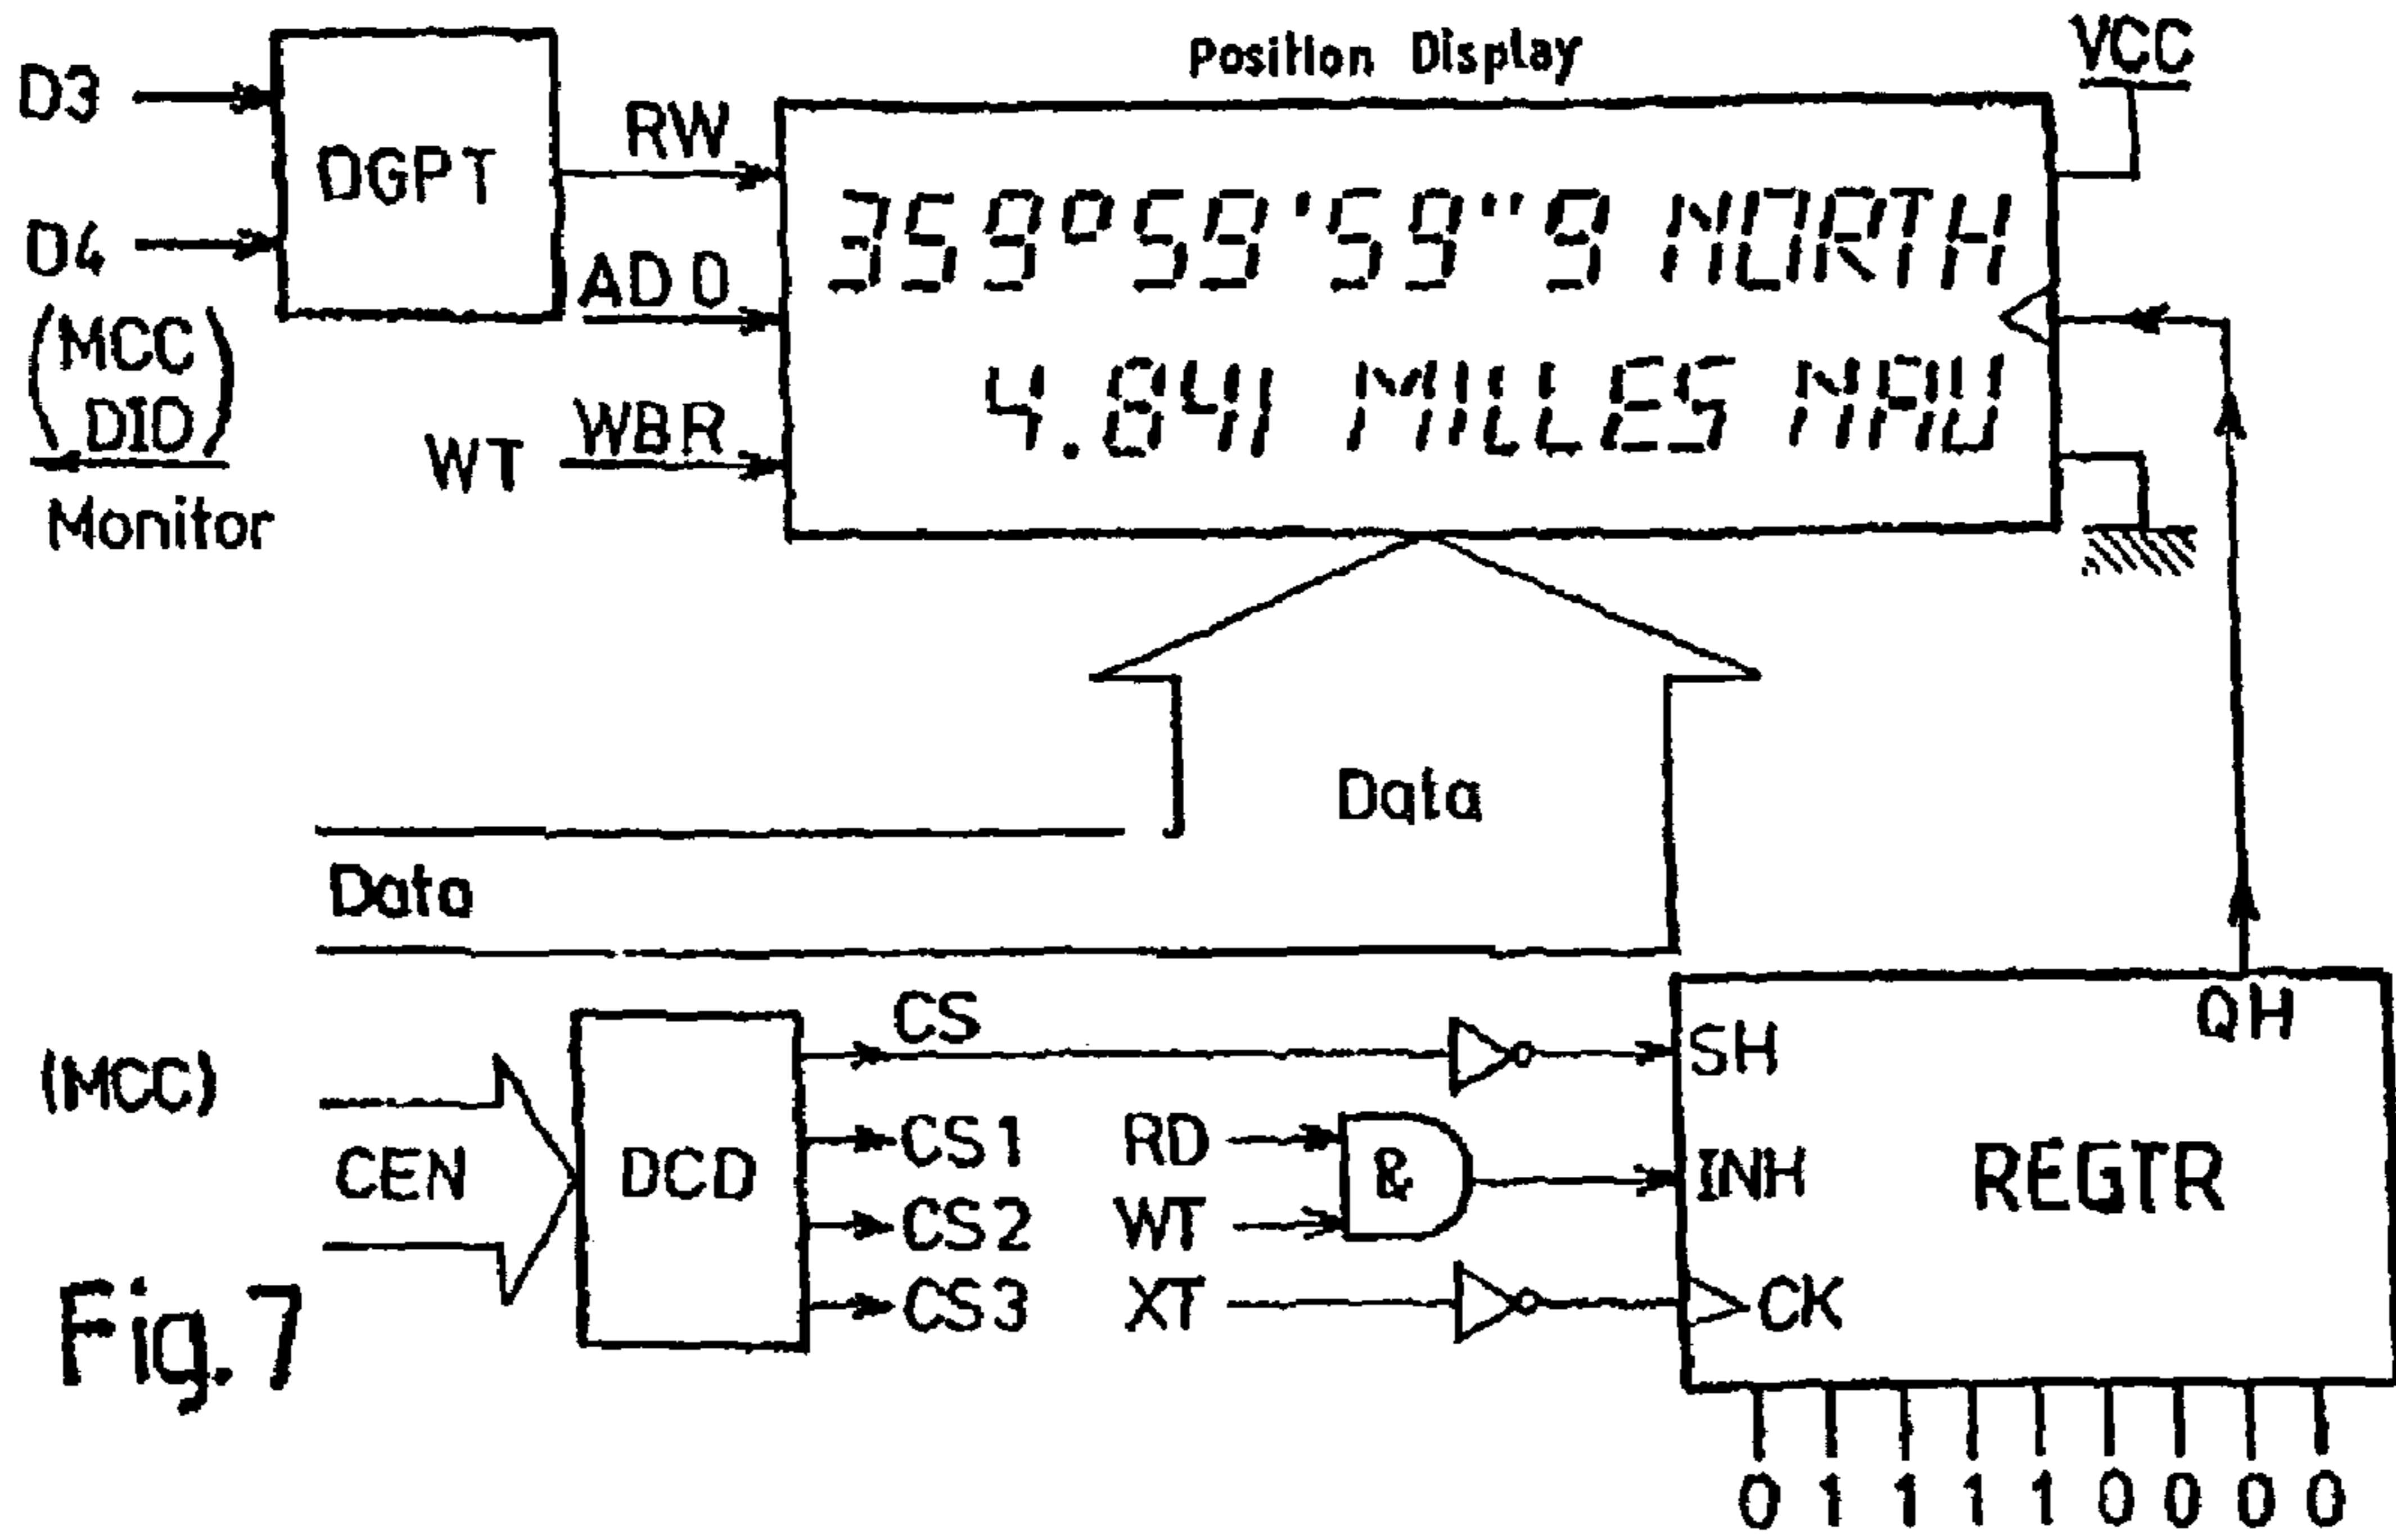 Position Display
VCC
D3
DGPT
RW
359°59'59"9 NORTH
D4
AD0
(MCC
DIO)
Monitor
WT
WBR
4.841 MILLES NAU
Data
Data
(MCC)
CEN
DCD
CS
CS1
CS2
CS3
RD
WT
XT
&
SH
INH
CK
QH
REGTR
0 1 1 1 1 0 0 0 0
Fig.7